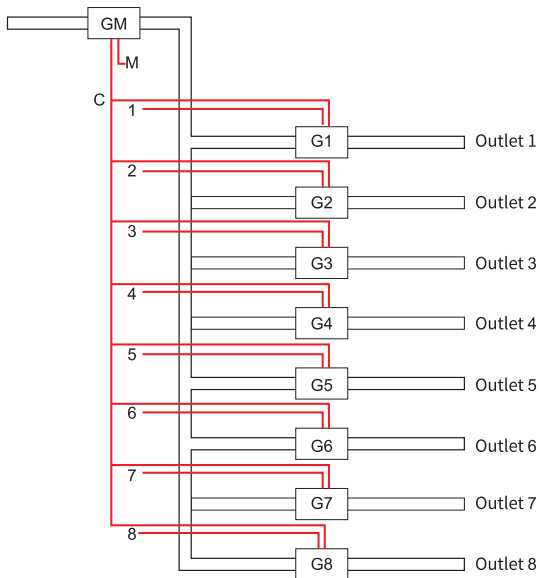 GM
M
C
1
G1 Outlet 1
2
G2 Outlet 2
3
G3 Outlet 3
4
G4 Outlet 4
5
G5 Outlet 5
6
G6 Outlet 6
7
G7 Outlet 7
8
G8 Outlet 8